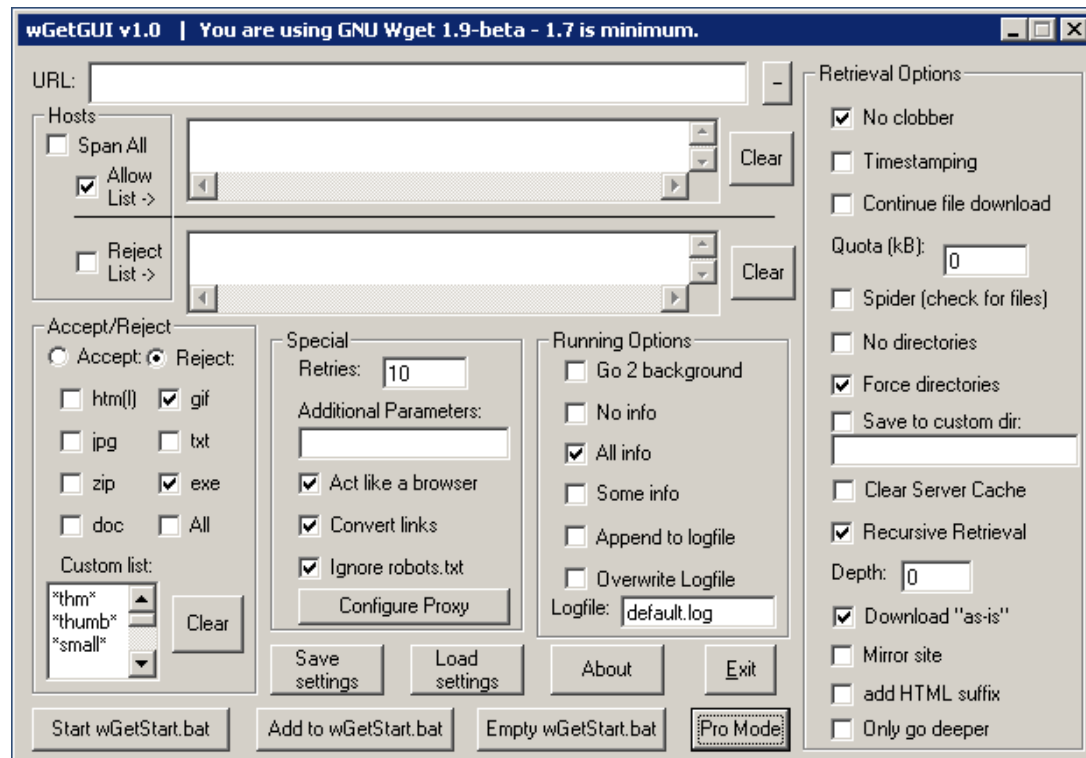 wGetGUI v1.0 | You are using GNU Wget 1.9-beta - 1.7 is minimum.
URL:
-
Hosts
Span All
Allow
List ->
Clear
Reject
List ->
Clear
Accept/Reject
Accept: Reject:
htm(l) gif
jpg txt
zip exe
doc All
Custom list:
*thm*
*thumb*
*small*
Clear
Special
Retries: 10
Additional Parameters:
Act like a browser
Convert links
Ignore robots.txt
Configure Proxy
Running Options
Go 2 background
No info
All info
Some info
Append to logfile
Overwrite Logfile
Logfile: default.log
Retrieval Options
No clobber
Timestamping
Continue file download
Quota (kB): 0
Spider (check for files)
No directories
Force directories
Save to custom dir:
Clear Server Cache
Recursive Retrieval
Depth: 0
Download "as-is"
Mirror site
add HTML suffix
Only go deeper
Save
settings
Load
settings
About
Exit
Start wGetStart.bat
Add to wGetStart.bat
Empty wGetStart.bat
Pro Mode